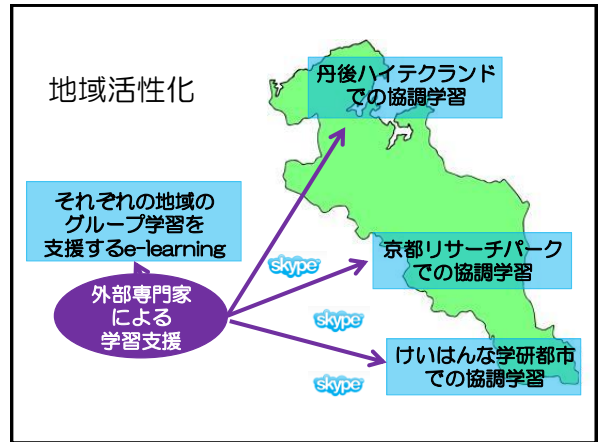 地域活性化
丹後ハイテクランド
での協調学習
それぞれの地域の
グループ学習を
支援するe-learning
外部専門家
による
学習支援
skype
京都リサーチパーク
での協調学習
skype
けいはんな学研都市
での協調学習
skype